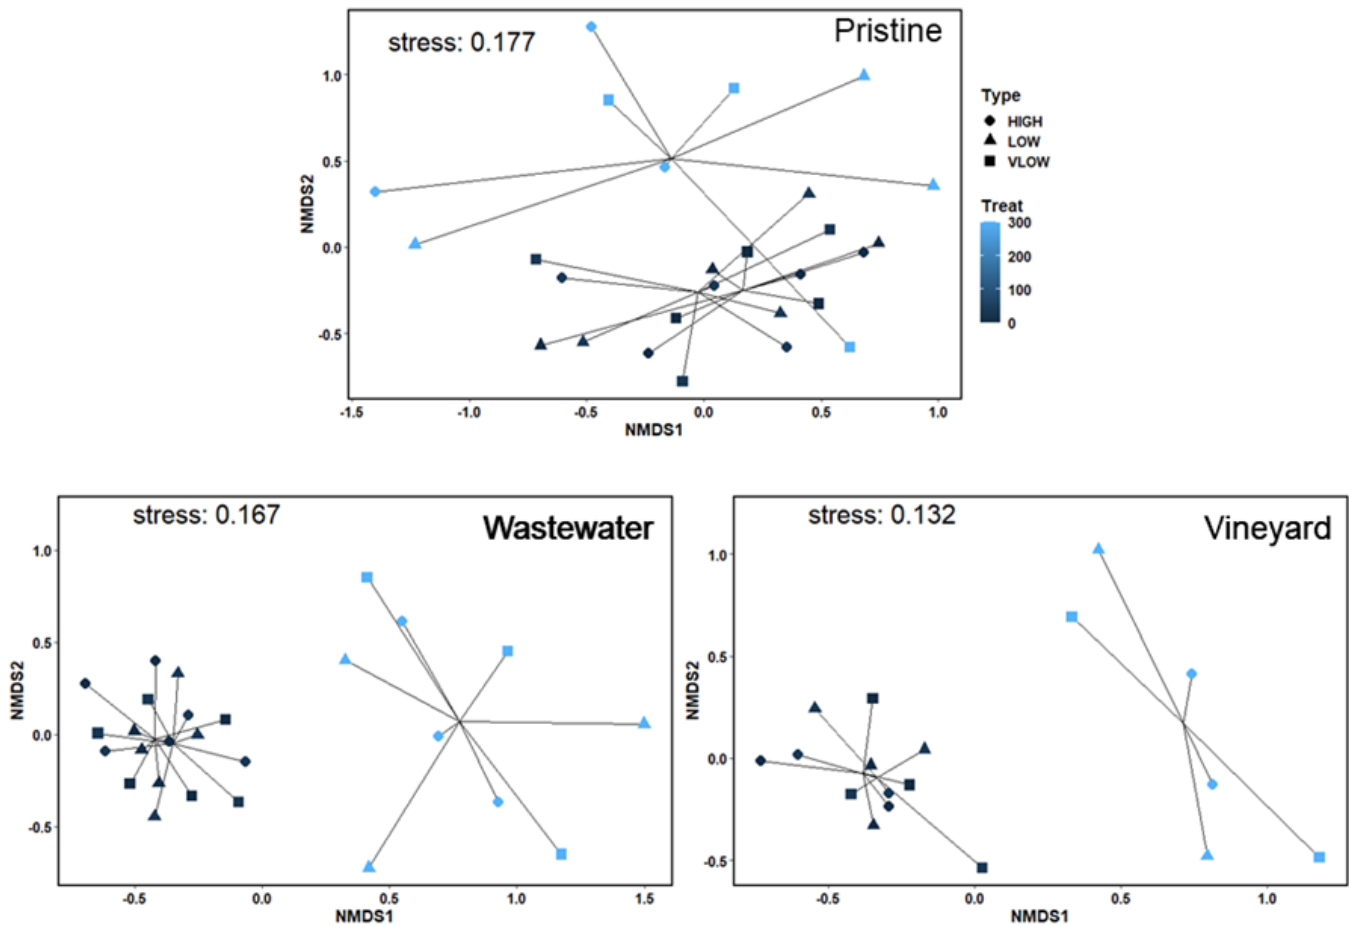 stress: 0.177
Pristine
1.0
0.5
0.0
-0.5
NMDS2
-1.5 -1.0 -0.5 0.0 0.5 1.0
NMDS1
Type
HIGH
LOW
VLOW
Treat
300
200
100
0
stress: 0.167
Wastewater
1.0
0.5
0.0
-0.5
NMDS2
-0.5 0.0 0.5 1.0 1.5
NMDS1
stress: 0.132
Vineyard
1.0
0.5
0.0
-0.5
NMDS2
-0.5 0.0 0.5 1.0
NMDS1